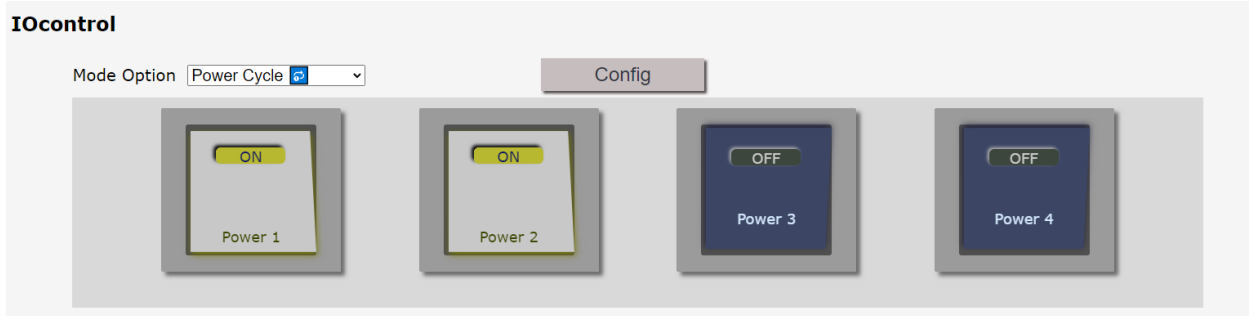 IOcontrol
Mode Option Power Cycle Config
ON ON OFF OFF
Power 1 Power 2 Power 3 Power 4